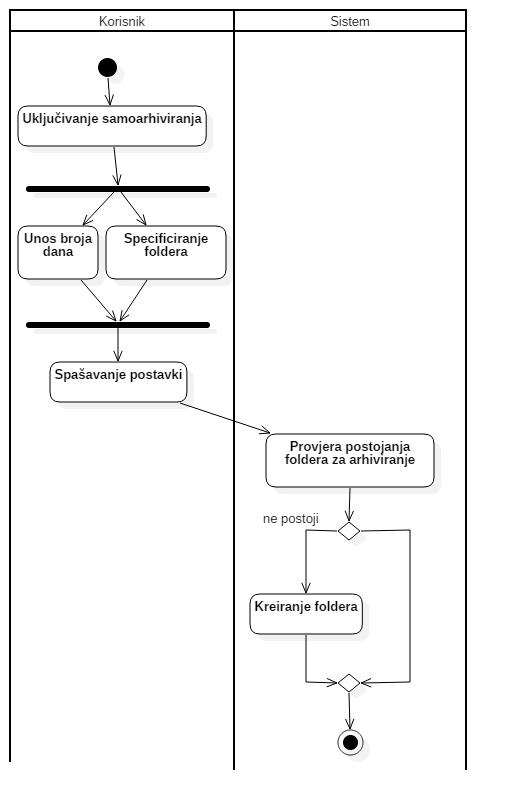 Korisnik
Sistem
Uključivanje samoarhiviranja
Unos broja
dana
Specificiranje
foldera
Spašavanje postavki
Provjera postojanja
foldera za arhiviranje
ne postoji
Kreiranje foldera